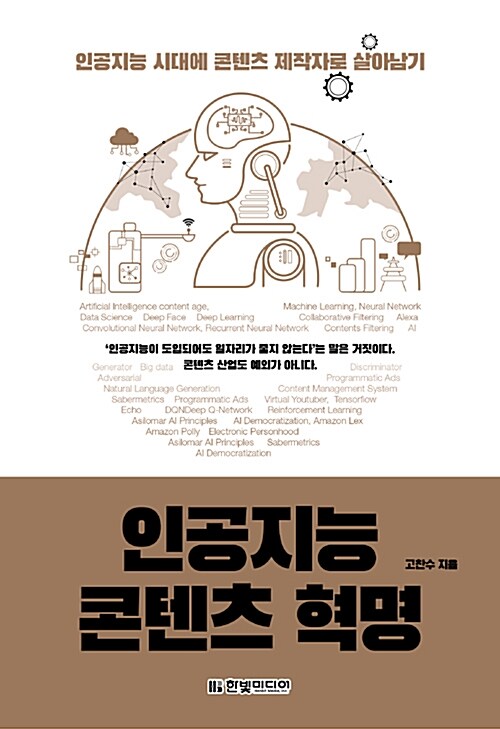 인공지능 시대에 콘텐츠 제작자로 살아남기
Artificial Intelligence content age, Machine Learning, Neural Network
Data Science Deep Face Deep Learning Collaborative Filtering Alexa
Convolutional Neural Network, Recurrent Neural Network Contents Filtering AI
‘인공지능이 도입되어도 일자리가 줄지 않는다’는 말은 거짓이다.
콘텐츠 산업도 예외가 아니다.
Generator Big data Discriminator
Adversarial Programmatic Ads
Natural Language Generation Content Management System
Sabermetrics Programmatic Ads Virtual Youtuber, Tensorflow
Echo DQNDeep Q-Network Reinforcement Learning
Asilomar AI Principles AI Democratization, Amazon Lex
Amazon Polly Electronic Personhood
Asilomar AI Principles Sabermetrics
AI Democratization
인공지능
고찬수 지음
콘텐츠 혁명
한빛미디어